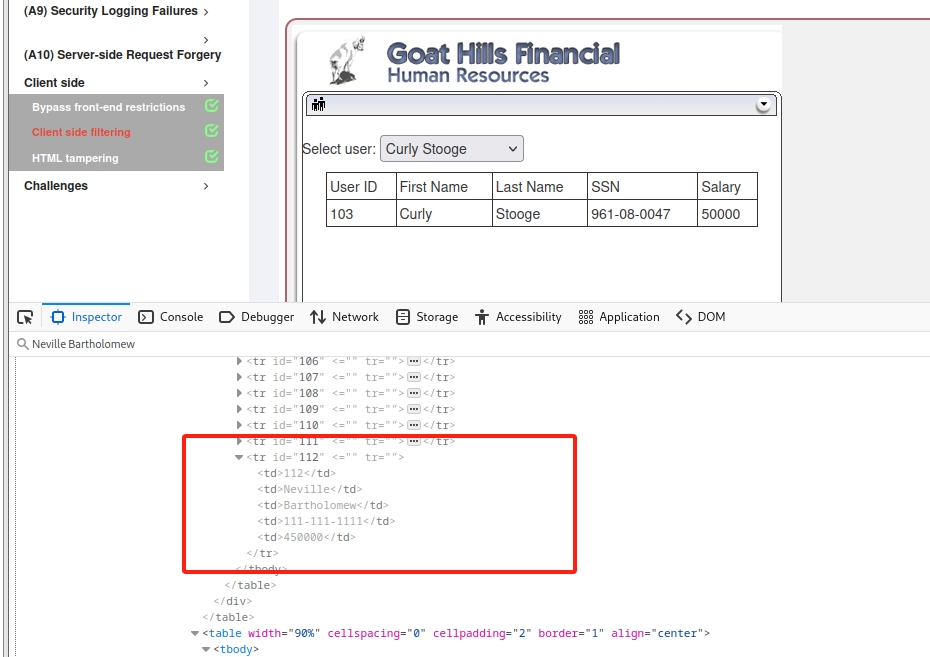 (A9) Security Logging Failures
(A10) Server-side Request Forgery
Client side
Bypass front-end restrictions
Client side filtering
HTML tampering
Challenges
Goat Hills Financial
Human Resources
Select user: Curly Stooge
User ID First Name Last Name SSN Salary
103 Curly Stooge 961-08-0047 50000
Inspector Console Debugger Network Storage Accessibility Application DOM
Neville Bartholomew
<tr id="106" <="" tr=""> </tr>
<tr id="107" <="" tr=""> </tr>
<tr id="108" <="" tr=""> </tr>
<tr id="109" <="" tr=""> </tr>
<tr id="110" <="" tr=""> </tr>
<tr id="111" <="" tr=""> </tr>
<tr id="112" <="" tr="">
<td>112</td>
<td>Neville</td>
<td>Bartholomew</td>
<td>111-111-1111</td>
<td>450000</td>
</tr>
</tbody>
</table>
</div>
</table>
<table width="90%" cellspacing="0" cellpadding="2" border="1" align="center">
<tbody>